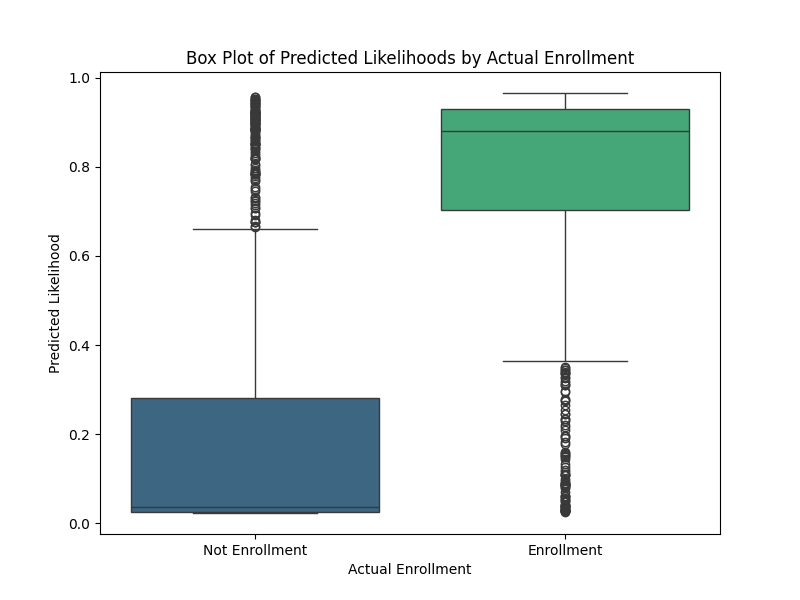 Box Plot of Predicted Likelihoods by Actual Enrollment
1.0
0.8
0.6
0.4
0.2
0.0
Predicted Likelihood
Not Enrollment
Enrollment
Actual Enrollment